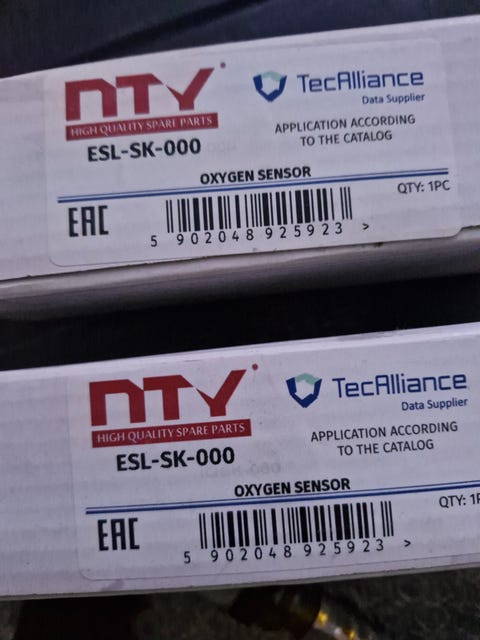 NTY
HIGH QUALITY SPARE PARTS
ESL-SK-000
TecAlliance
Data Supplier
APPLICATION ACCORDING
TO THE CATALOG
OXYGEN SENSOR
QTY: 1PC
EAC
5 902048 925923 >
NTY
HIGH QUALITY SPARE PARTS
ESL-SK-000
TecAlliance
Data Supplier
APPLICATION ACCORDING
TO THE CATALOG
OXYGEN SENSOR
QTY: 1P
EAC
5 902048 925923 >